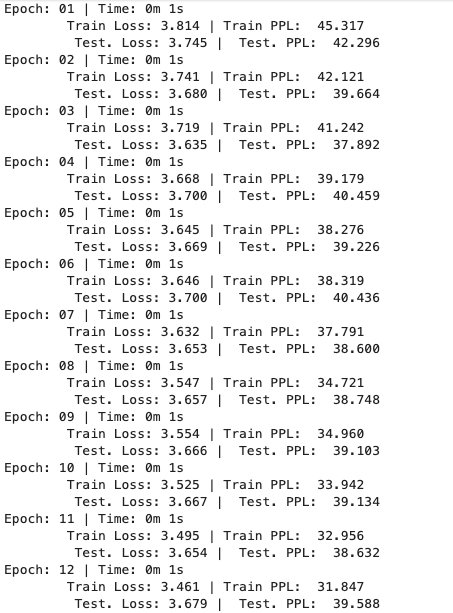 Epoch: 01 | Time: 0m 1s
Train Loss: 3.814 | Train PPL: 45.317
Test. Loss: 3.745 | Test. PPL: 42.296
Epoch: 02 | Time: 0m 1s
Train Loss: 3.741 | Train PPL: 42.121
Test. Loss: 3.680 | Test. PPL: 39.664
Epoch: 03 | Time: 0m 1s
Train Loss: 3.719 | Train PPL: 41.242
Test. Loss: 3.635 | Test. PPL: 37.892
Epoch: 04 | Time: 0m 1s
Train Loss: 3.668 | Train PPL: 39.179
Test. Loss: 3.700 | Test. PPL: 40.459
Epoch: 05 | Time: 0m 1s
Train Loss: 3.645 | Train PPL: 38.276
Test. Loss: 3.669 | Test. PPL: 39.226
Epoch: 06 | Time: 0m 1s
Train Loss: 3.646 | Train PPL: 38.319
Test. Loss: 3.700 | Test. PPL: 40.436
Epoch: 07 | Time: 0m 1s
Train Loss: 3.632 | Train PPL: 37.791
Test. Loss: 3.653 | Test. PPL: 38.600
Epoch: 08 | Time: 0m 1s
Train Loss: 3.547 | Train PPL: 34.721
Test. Loss: 3.657 | Test. PPL: 38.748
Epoch: 09 | Time: 0m 1s
Train Loss: 3.554 | Train PPL: 34.960
Test. Loss: 3.666 | Test. PPL: 39.103
Epoch: 10 | Time: 0m 1s
Train Loss: 3.525 | Train PPL: 33.942
Test. Loss: 3.667 | Test. PPL: 39.134
Epoch: 11 | Time: 0m 1s
Train Loss: 3.495 | Train PPL: 32.956
Test. Loss: 3.654 | Test. PPL: 38.632
Epoch: 12 | Time: 0m 1s
Train Loss: 3.461 | Train PPL: 31.847
Test. Loss: 3.679 | Test. PPL: 39.588